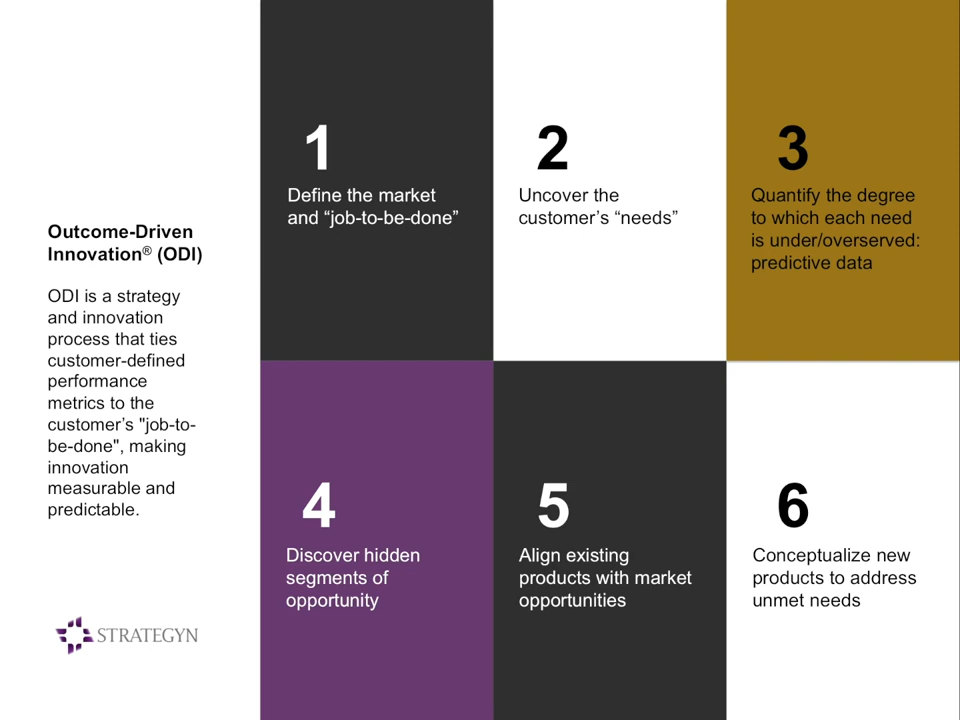 Outcome-Driven
Innovation® (ODI)
ODI is a strategy
and innovation
process that ties
customer-defined
performance
metrics to the
customer’s "job-to-
be-done", making
innovation
measurable and
predictable.
STRATEGYN
1
Define the market
and “job-to-be-done”
2
Uncover the
customer’s “needs”
3
Quantify the degree
to which each need
is under/overserved:
predictive data
4
Discover hidden
segments of
opportunity
5
Align existing
products with market
opportunities
6
Conceptualize new
products to address
unmet needs